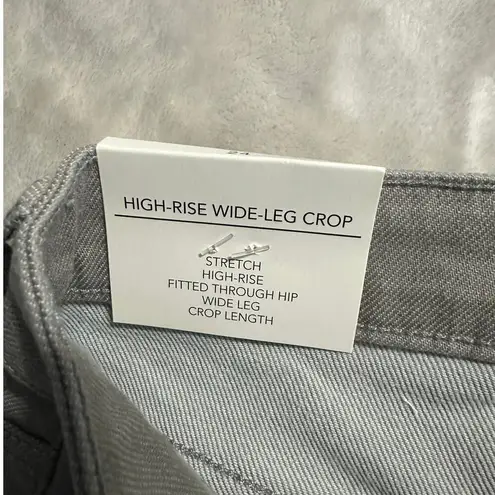 HIGH-RISE WIDE-LEG CROP
STRETCH
HIGH-RISE
FITTED THROUGH HIP
WIDE LEG
CROP LENGTH